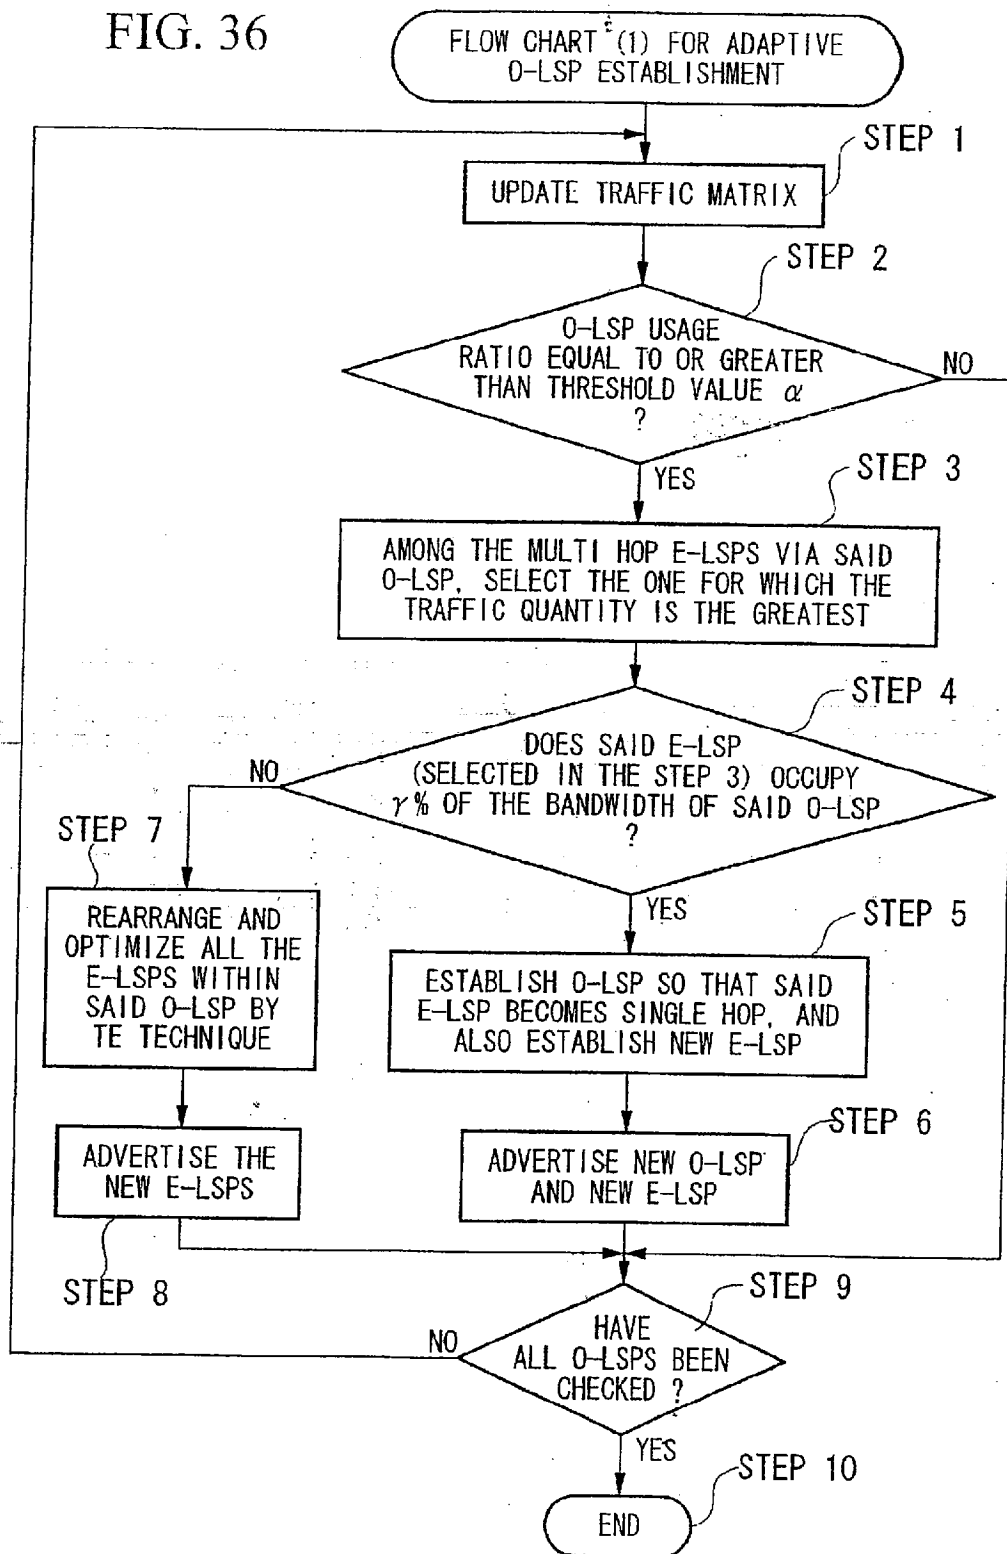 FIG. 36
FLOW CHART (1) FOR ADAPTIVE
O-LSP ESTABLISHMENT
STEP 1
UPDATE TRAFFIC MATRIX
STEP 2
O-LSP USAGE
RATIO EQUAL TO OR GREATER
THAN THRESHOLD VALUE α
?
NO
YES
STEP 3
AMONG THE MULTI HOP E-LSPS VIA SAID
O-LSP, SELECT THE ONE FOR WHICH THE
TRAFFIC QUANTITY IS THE GREATEST
STEP 4
DOES SAID E-LSP
(SELECTED IN THE STEP 3) OCCUPY
γ% OF THE BANDWIDTH OF SAID O-LSP
?
NO
YES
STEP 7
REARRANGE AND
OPTIMIZE ALL THE
E-LSPS WITHIN
SAID O-LSP BY
TE TECHNIQUE
STEP 5
ESTABLISH O-LSP SO THAT SAID
E-LSP BECOMES SINGLE HOP, AND
ALSO ESTABLISH NEW E-LSP
STEP 6
ADVERTISE THE
NEW E-LSPS
ADVERTISE NEW O-LSP
AND NEW E-LSP
STEP 8
STEP 9
HAVE
ALL O-LSPS BEEN
CHECKED ?
NO
YES
STEP 10
END